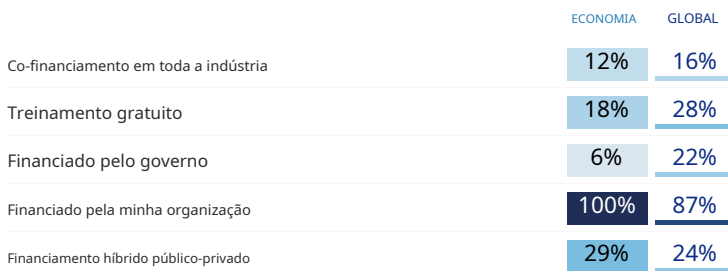 ECONOMIA GLOBAL
Co-financiamento em toda a indústria 12% 16%
Treinamento gratuito 18% 28%
Financiado pelo governo 6% 22%
Financiado pela minha organização 100% 87%
Financiamento híbrido público-privado 29% 24%